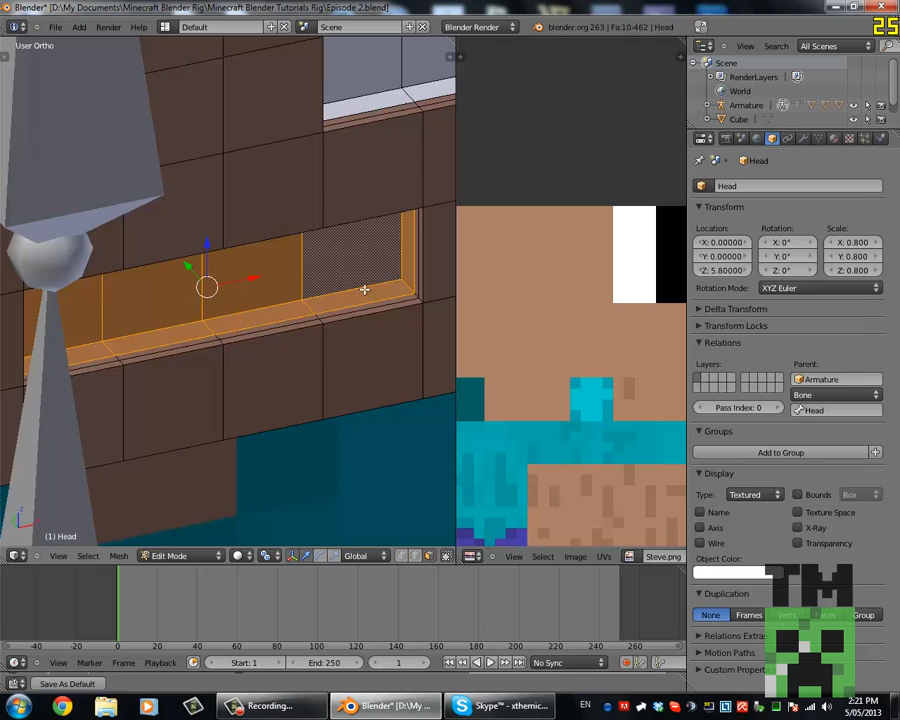 Blender* [D:\My Documents\Minecraft Blender Tutorials Rig\Episode 2.blend]
25
File Add Render Help Default Scene Blender Render blender.org 263 | Fa:10-462 | Head
View Search All Scenes
User Ortho
Scene
RenderLayers
World
Armature
Cube
Head
Head
Transform
Location: Rotation: Scale:
X: 0.00000 X: 0° X: 0.800
Y: 0.00000 Y: 0° Y: 0.800
Z: 5.80000 Z: 0° Z: 0.800
Rotation Mode: XYZ Euler
Delta Transform
Transform Locks
Relations
Layers: Parent:
Armature
Bone
Pass Index: 0 Head
Groups
Add to Group
Display
Type: Textured Bounds Box
Name Texture Space
Axis X-Ray
Wire Transparency
Object Color:
Duplication
None Frames Verts Faces Group
Relations Extras
Motion Paths
Custom Properties
TM
(1) Head
View Select Mesh Edit Mode Global
View Select Image UVs Steve.png
-40 -20 0 20 40 60 80 100 120 140 160 180 200 220 240 260 280
View Marker Frame Playback Start: 1 End: 250 1 No Sync
Save As Default
Recording... Blender* [D:\My ... Skype™ - xthemic... EN 2:21 PM
5/05/2013